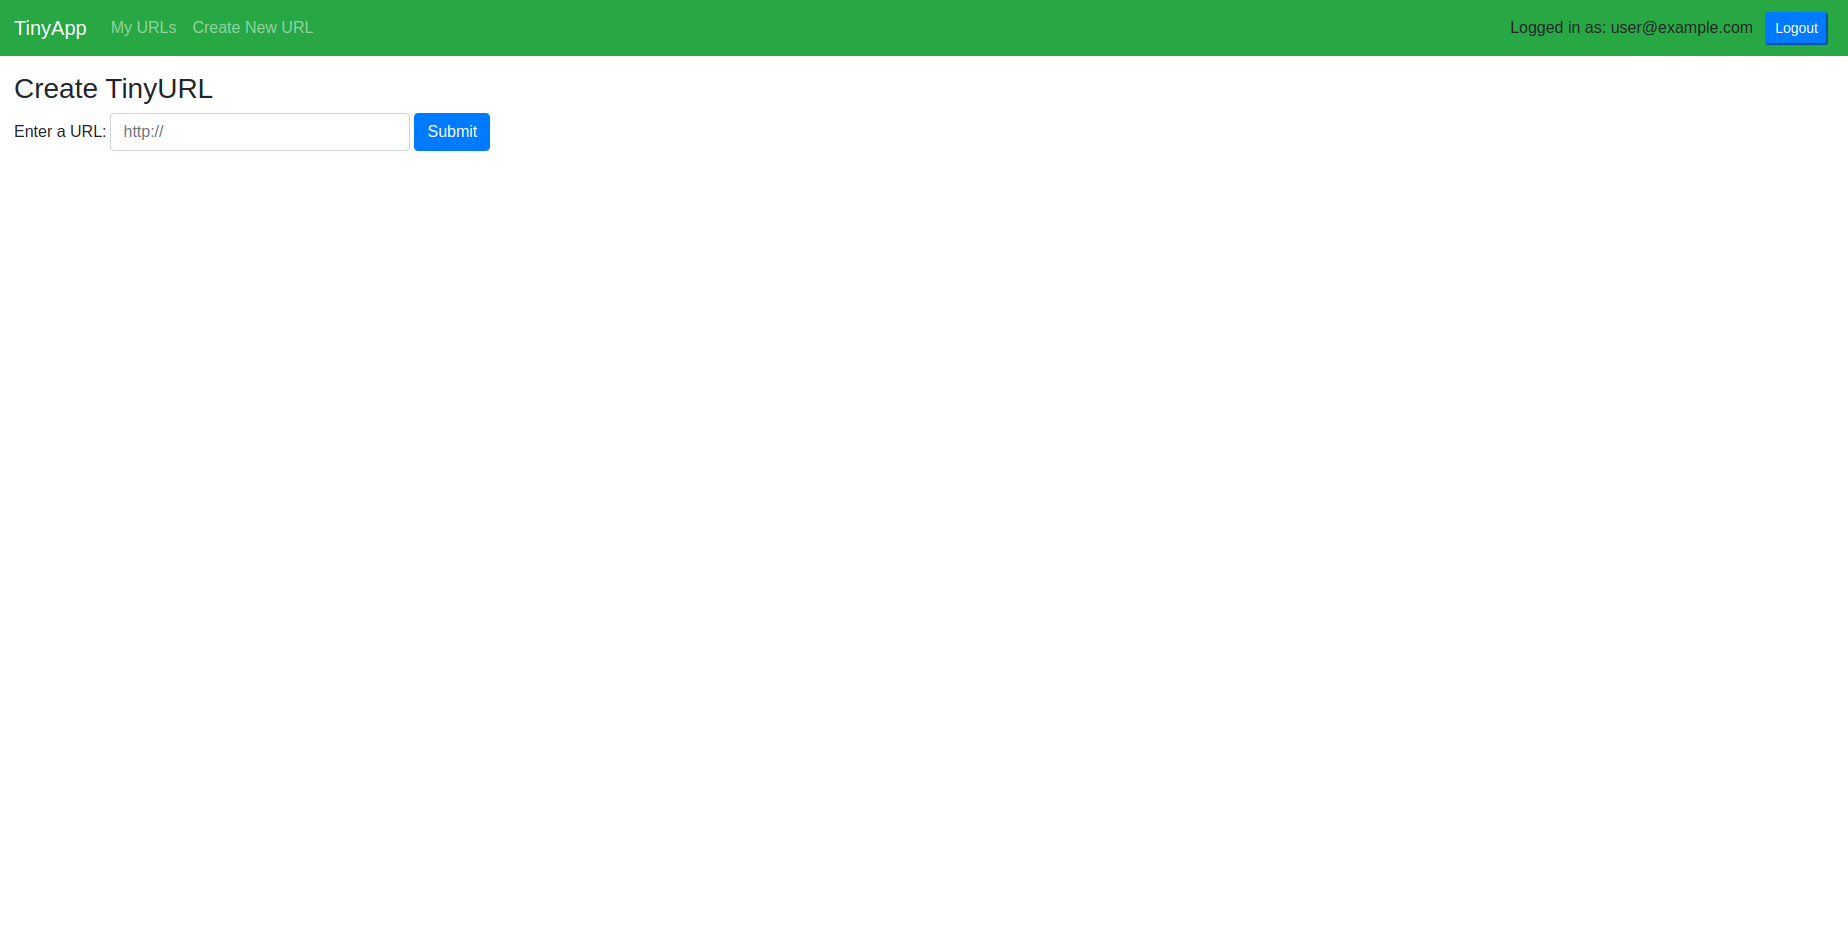 TinyApp My URLs Create New URL Logged in as: user@example.com Logout
Create TinyURL
Enter a URL: http:// Submit